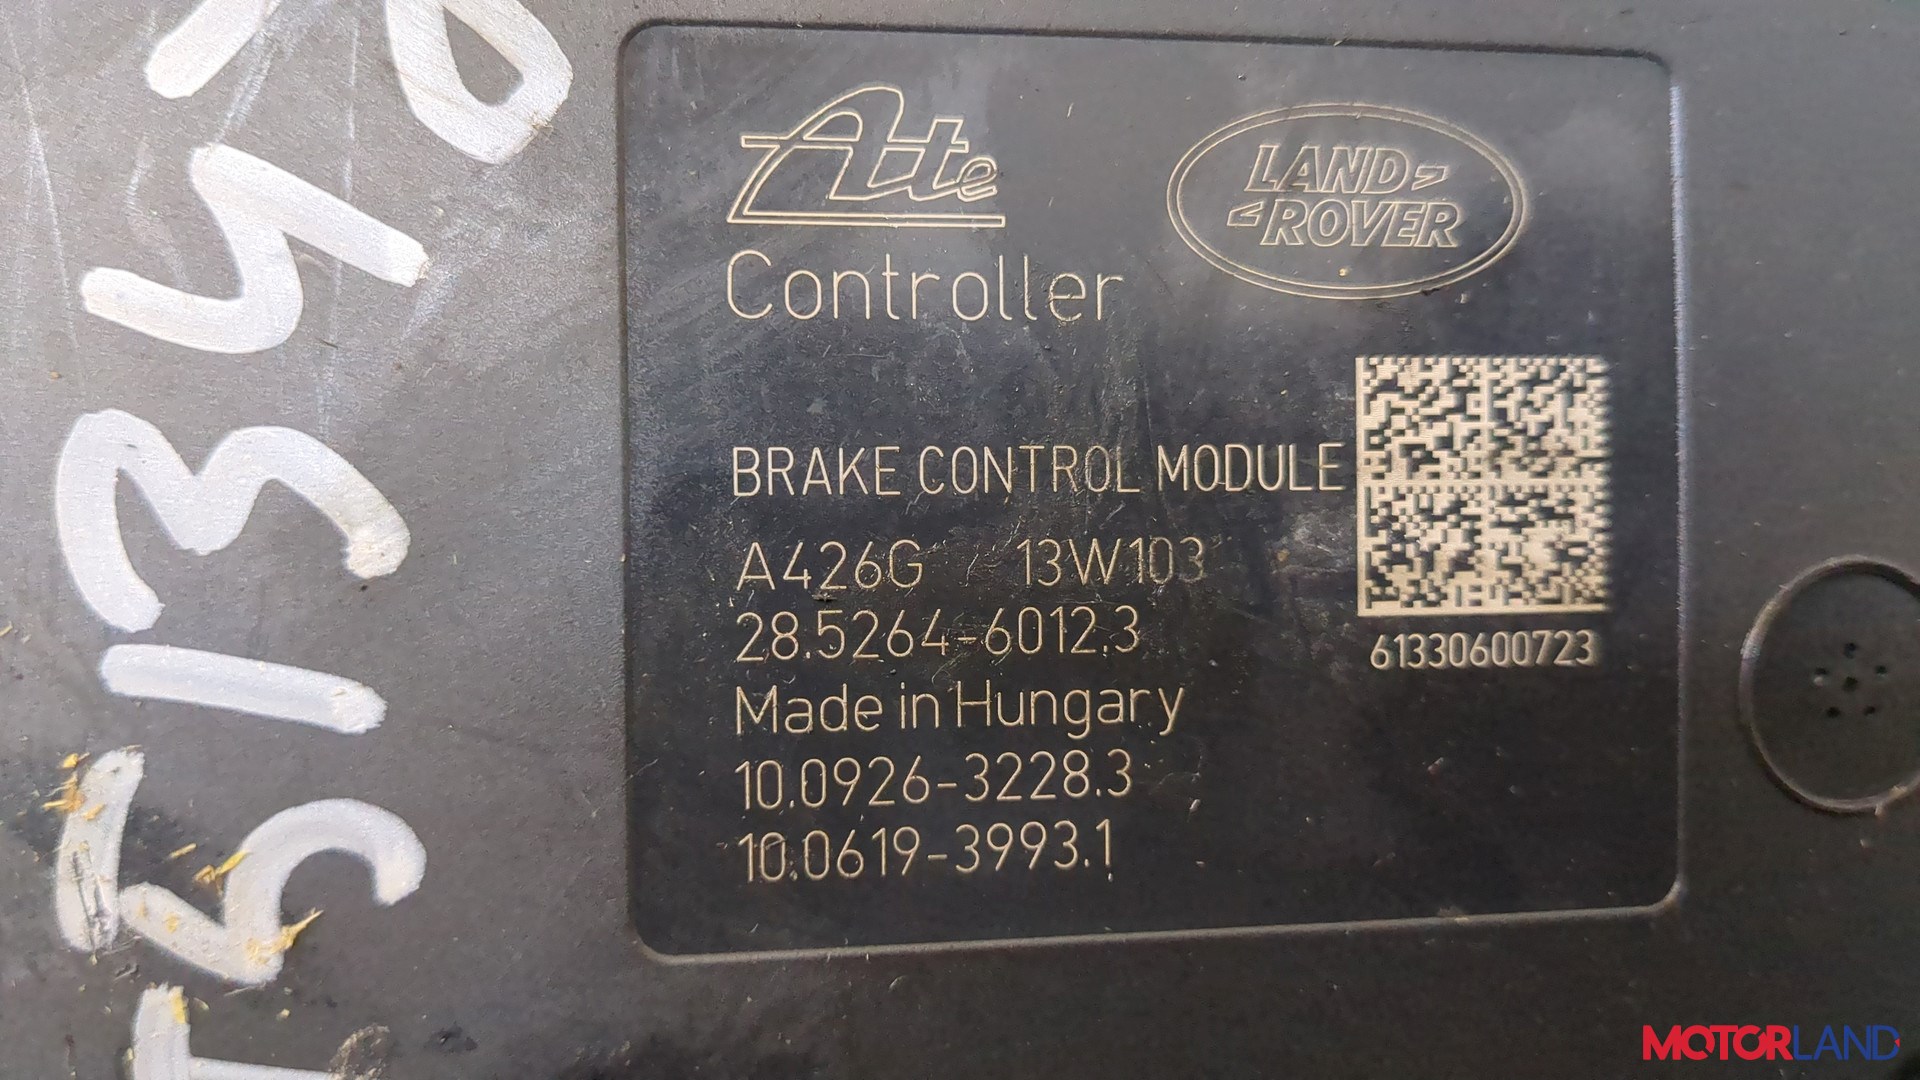 Ate
LAND
ROVER
Controller
BRAKE CONTROL MODULE
A426G / 13W103
28.5264-6012.3
61330600723
Made in Hungary
10.0926-3228.3
10.0619-3993.1
MOTORLAND